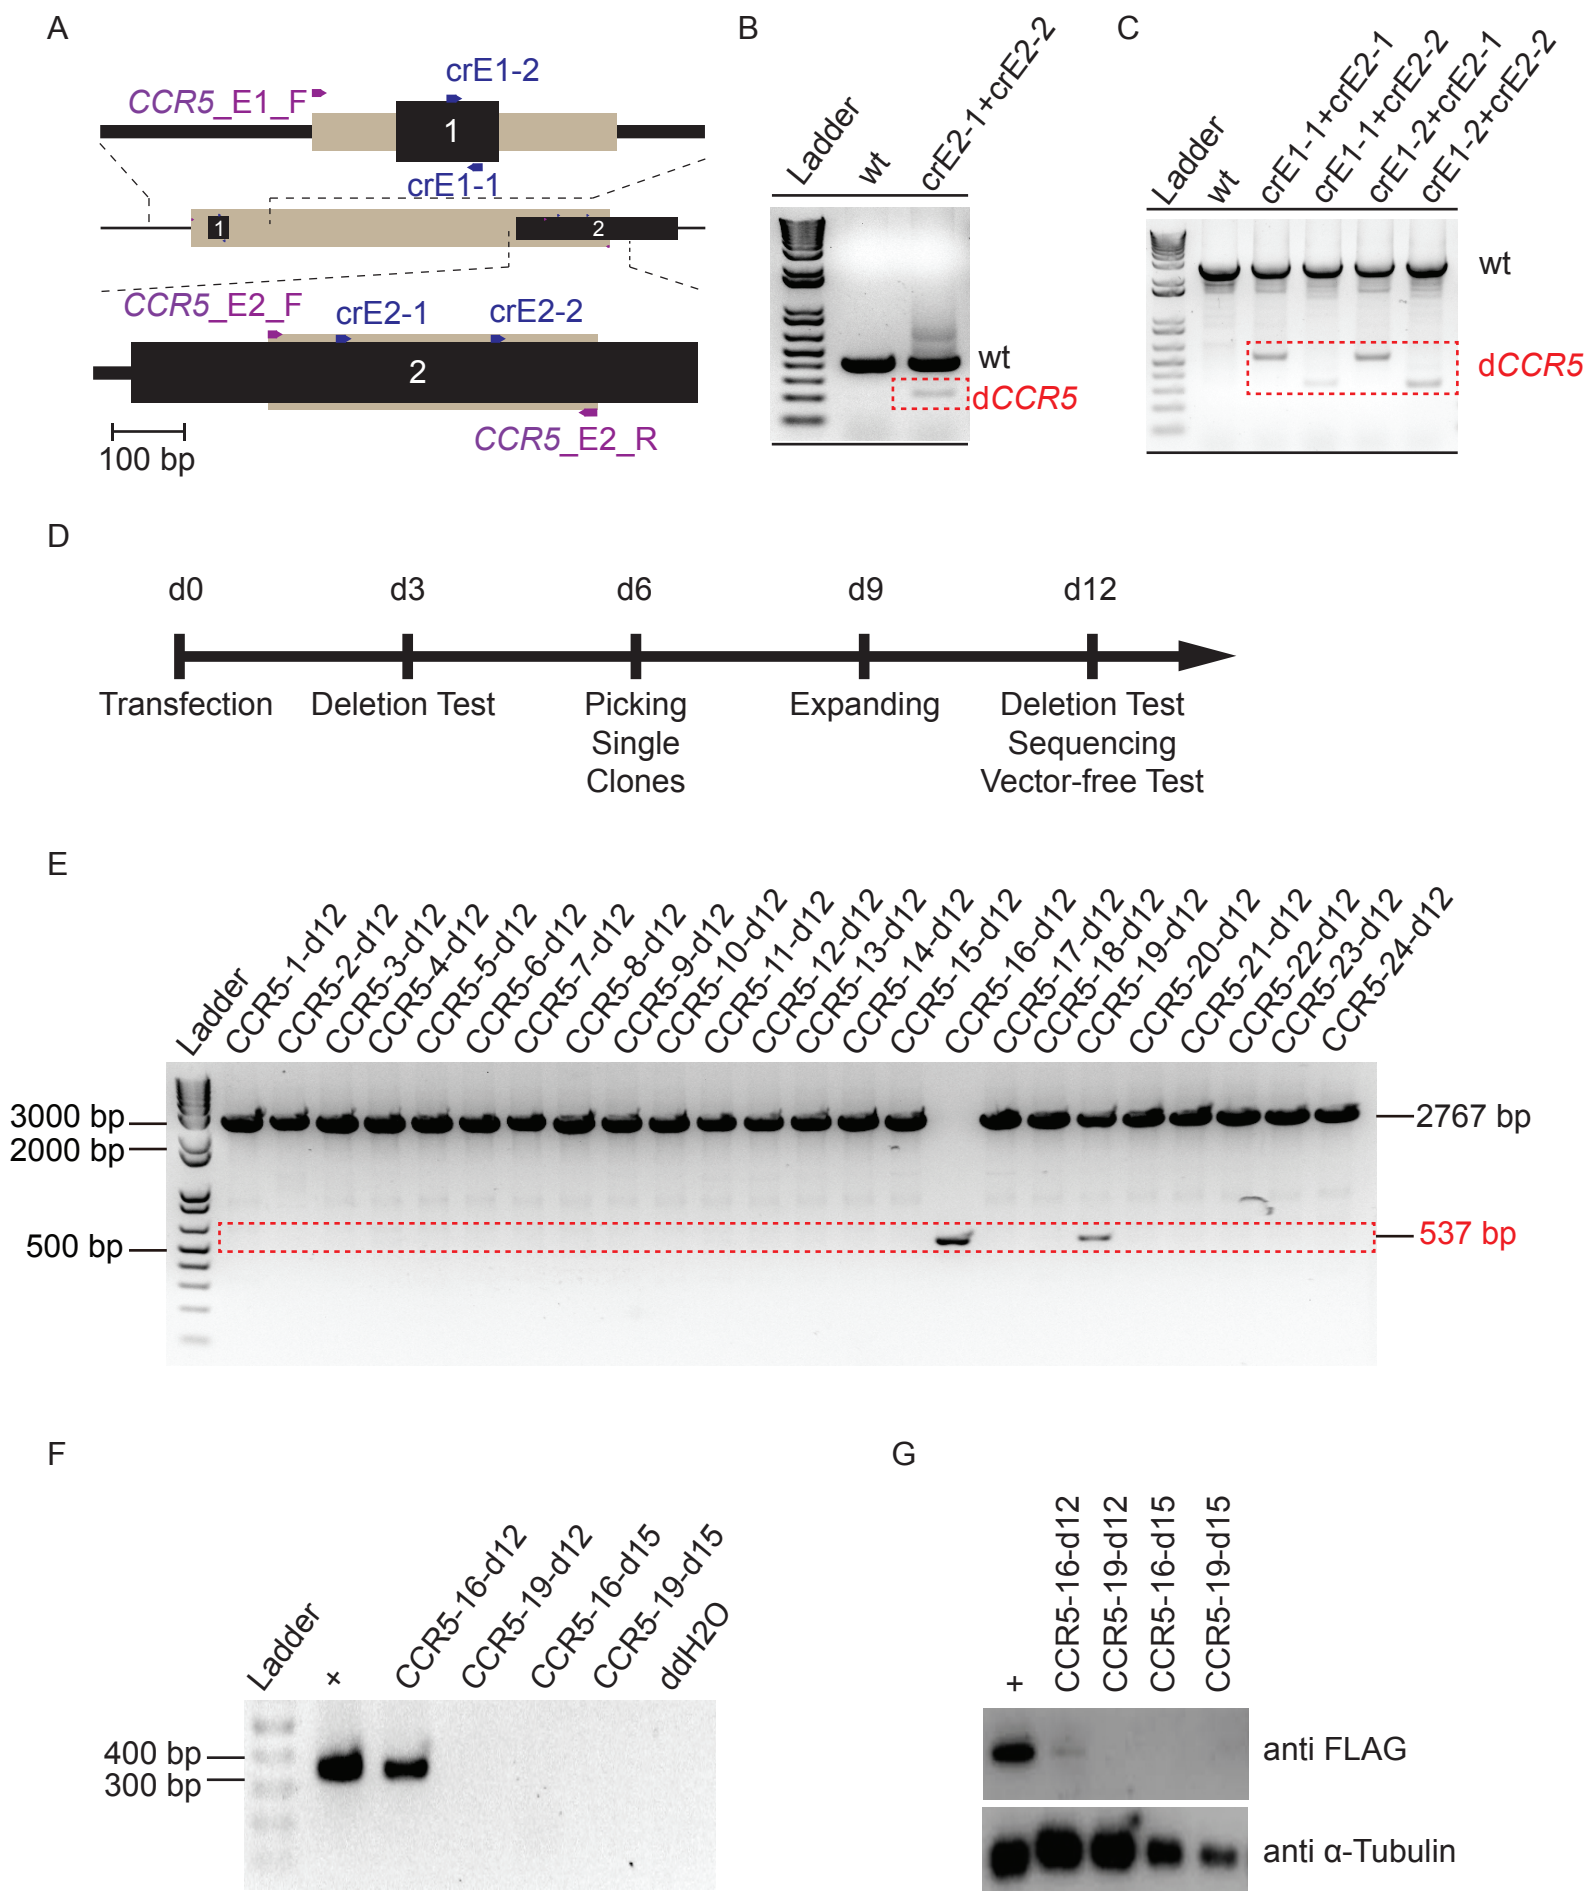 A
CCR5_E1_F
crE1-2
1
crE1-1
1
2
CCR5_E2_F
crE2-1
crE2-2
2
CCR5_E2_R
100 bp
B
Ladder
wt
crE2-1+crE2-2
wt
dCCR5
C
Ladder
wt
crE1-1+crE2-1
crE1-1+crE2-2
crE1-2+crE2-1
crE1-2+crE2-2
wt
dCCR5
D
d0
d3
d6
d9
d12
Transfection
Deletion Test
Picking
Single
Clones
Expanding
Deletion Test
Sequencing
Vector-free Test
E
Ladder
CCR5-1-d12
CCR5-2-d12
CCR5-3-d12
CCR5-4-d12
CCR5-5-d12
CCR5-6-d12
CCR5-7-d12
CCR5-8-d12
CCR5-9-d12
CCR5-10-d12
CCR5-11-d12
CCR5-12-d12
CCR5-13-d12
CCR5-14-d12
CCR5-15-d12
CCR5-16-d12
CCR5-17-d12
CCR5-18-d12
CCR5-19-d12
CCR5-20-d12
CCR5-21-d12
CCR5-22-d12
CCR5-23-d12
CCR5-24-d12
3000 bp
2000 bp
500 bp
2767 bp
537 bp
F
Ladder
+
CCR5-16-d12
CCR5-19-d12
CCR5-16-d15
CCR5-19-d15
ddH2O
400 bp
300 bp
G
+
CCR5-16-d12
CCR5-19-d12
CCR5-16-d15
CCR5-19-d15
anti FLAG
anti α-Tubulin